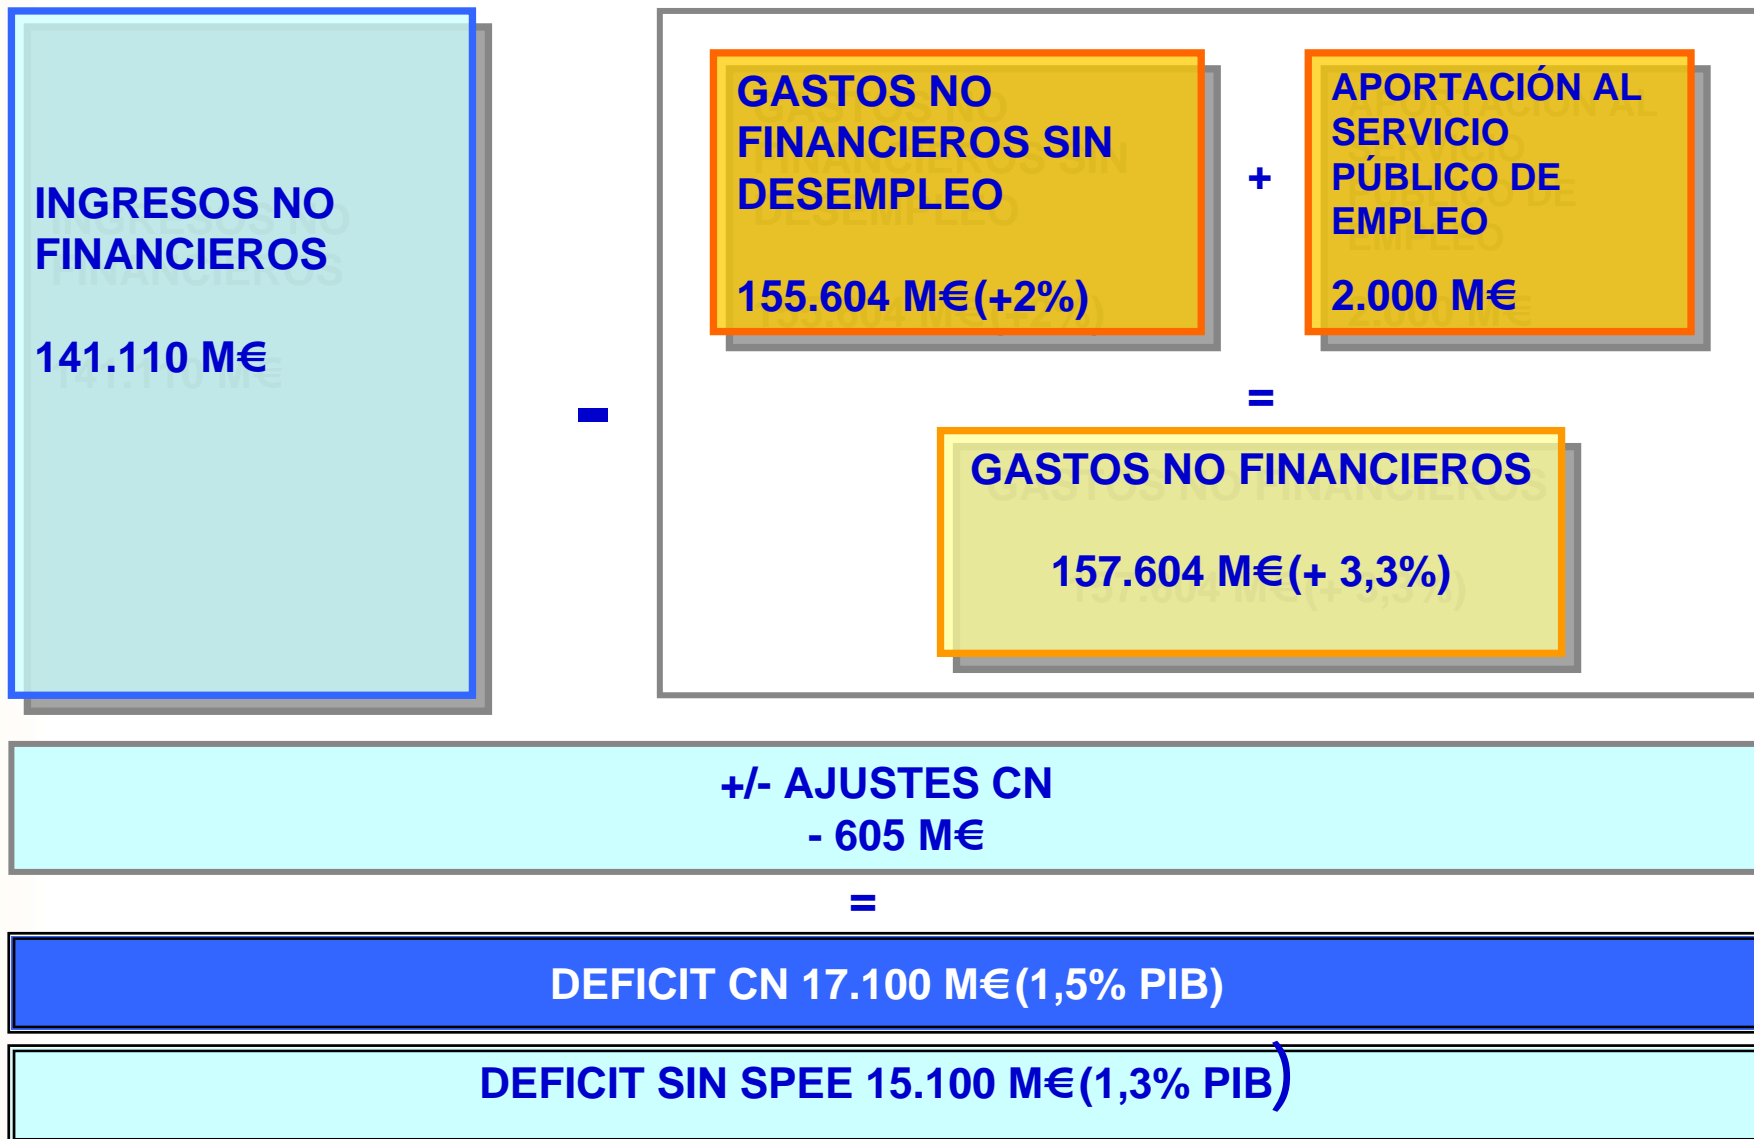 INGRESOS NO
FINANCIEROS
141.110 M€
-
GASTOS NO
FINANCIEROS SIN
DESEMPLEO
155.604 M€(+2%)
+
APORTACIÓN AL
SERVICIO
PÚBLICO DE
EMPLEO
2.000 M€
=
GASTOS NO FINANCIEROS
157.604 M€(+ 3,3%)
+/- AJUSTES CN
- 605 M€
=
DEFICIT CN 17.100 M€(1,5% PIB)
DEFICIT SIN SPEE 15.100 M€(1,3% PIB)